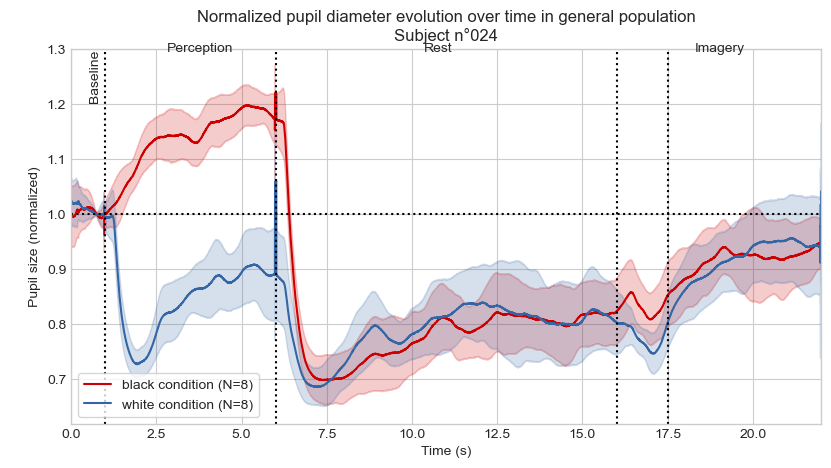 Normalized pupil diameter evolution over time in general population
Subject n°024
Baseline
Perception
Rest
Imagery
1.3
1.2
1.1
1.0
0.9
0.8
0.7
Pupil size (normalized)
black condition (N=8)
white condition (N=8)
0.0 2.5 5.0 7.5 10.0 12.5 15.0 17.5 20.0
Time (s)